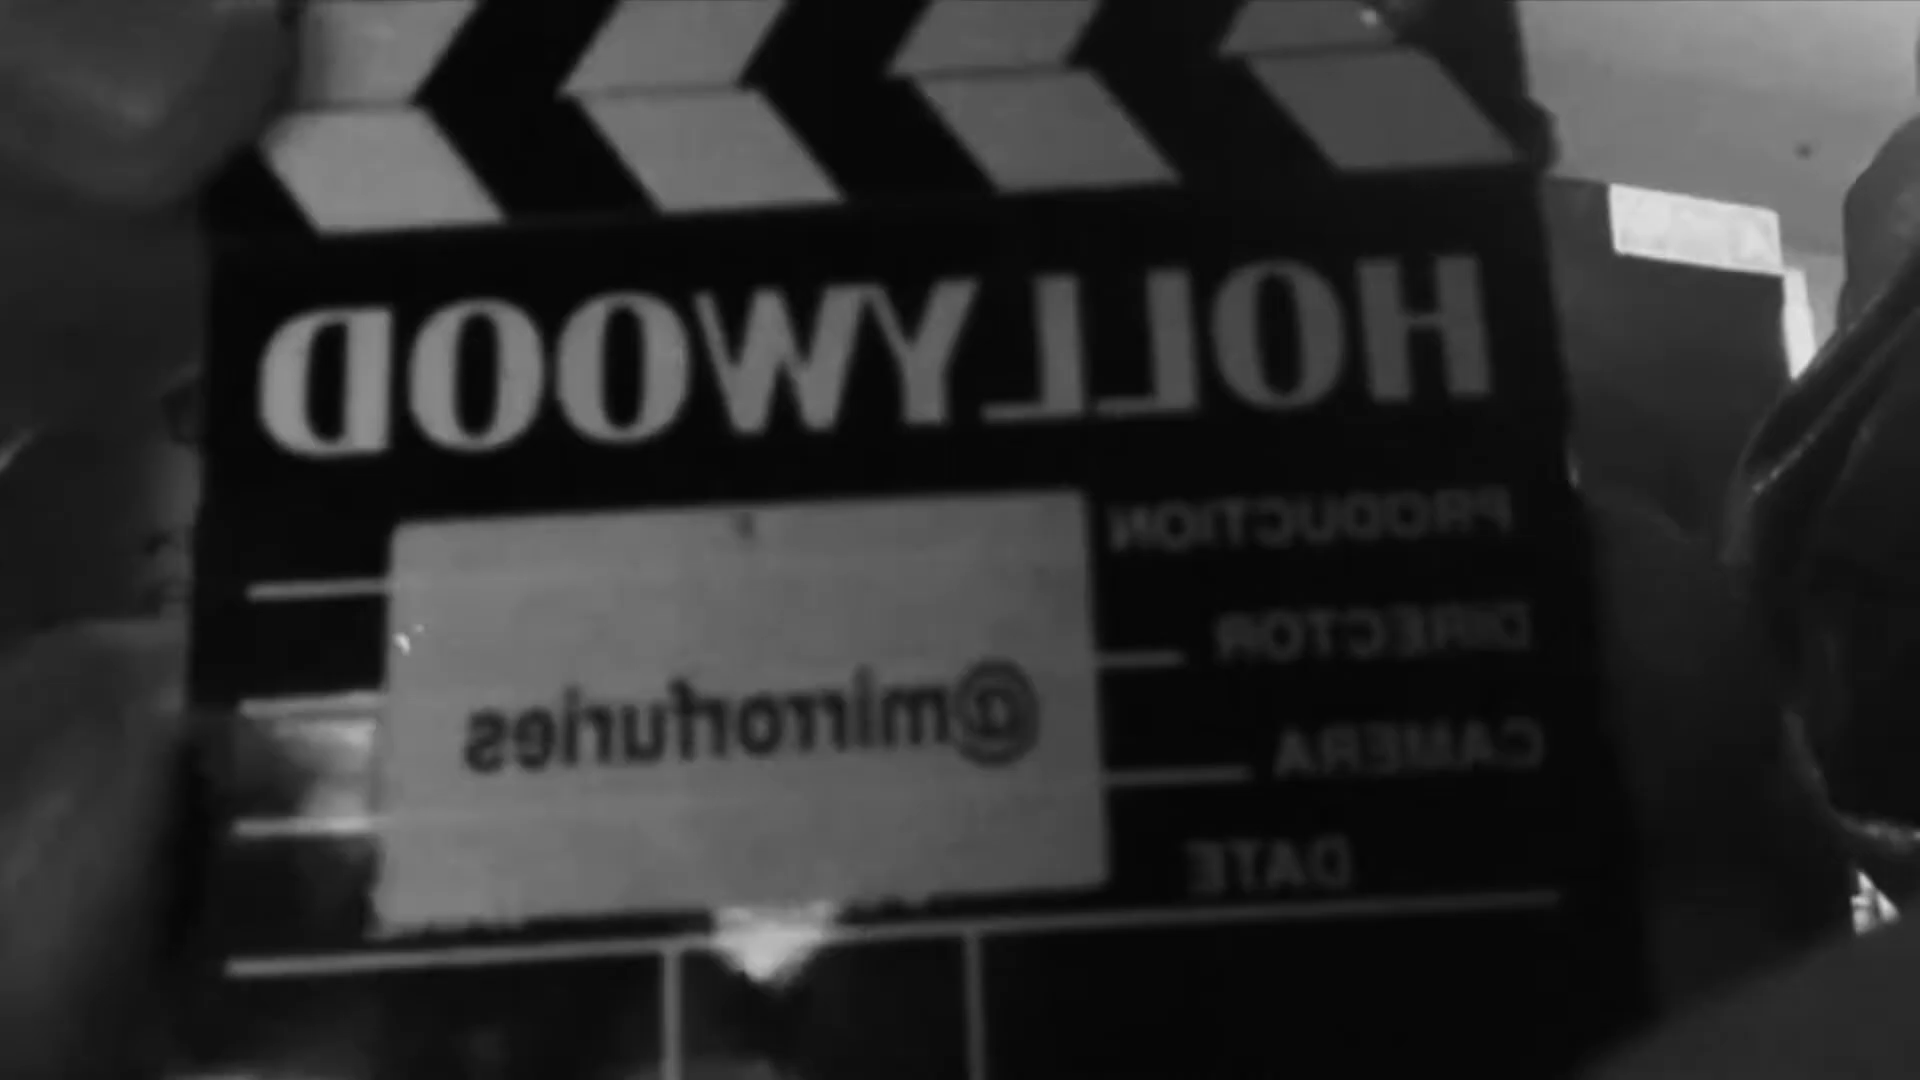 HOLLYWOOD
PRODUCTION
DIRECTOR
@mirrorfuries
CAMERA
DATE